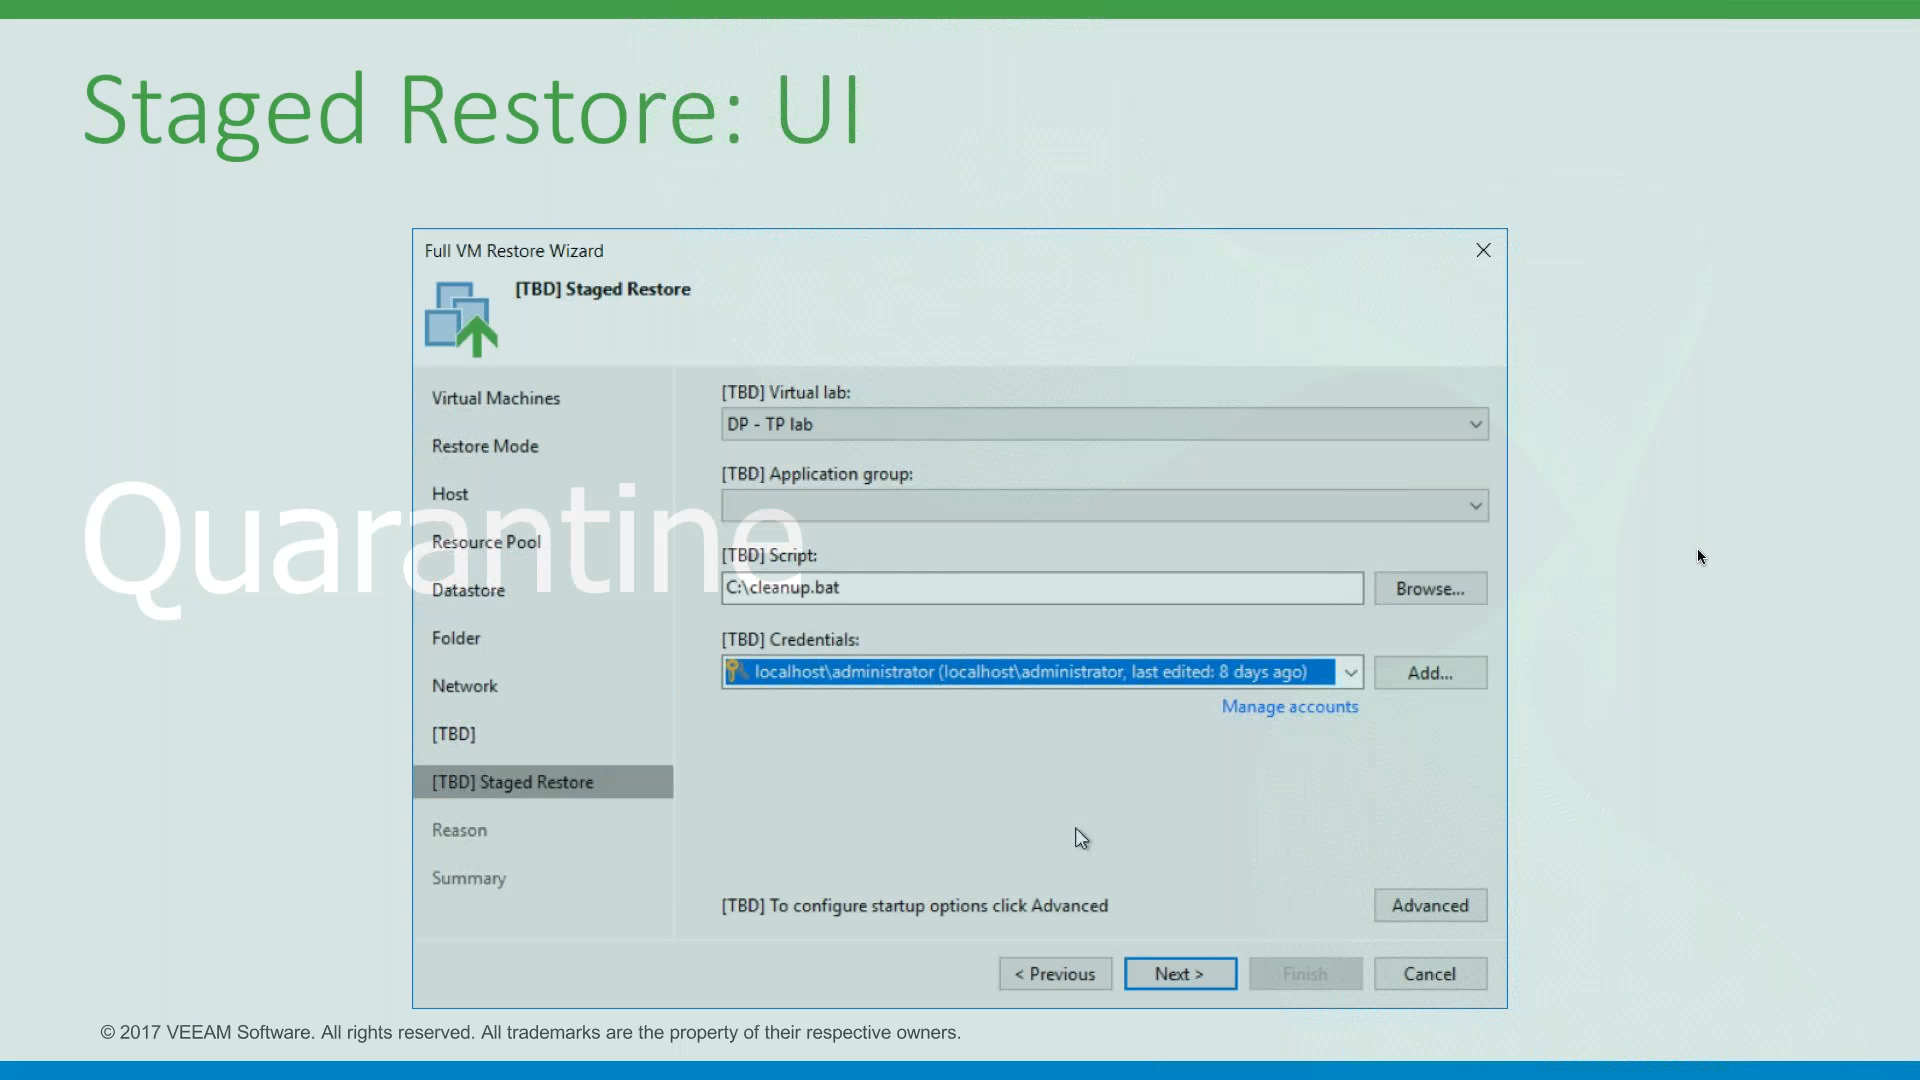 Staged Restore: UI
Full VM Restore Wizard
[TBD] Staged Restore
Virtual Machines
Restore Mode
Host
Resource Pool
Datastore
Folder
Network
[TBD]
[TBD] Staged Restore
Reason
Summary
Quarantine
[TBD] Virtual lab:
DP - TP lab
[TBD] Application group:
[TBD] Script:
C:\cleanup.bat
Browse...
[TBD] Credentials:
localhost\administrator (localhost\administrator, last edited: 8 days ago)
Add...
Manage accounts
[TBD] To configure startup options click Advanced
Advanced
< Previous
Next >
Finish
Cancel
© 2017 VEEAM Software. All rights reserved. All trademarks are the property of their respective owners.